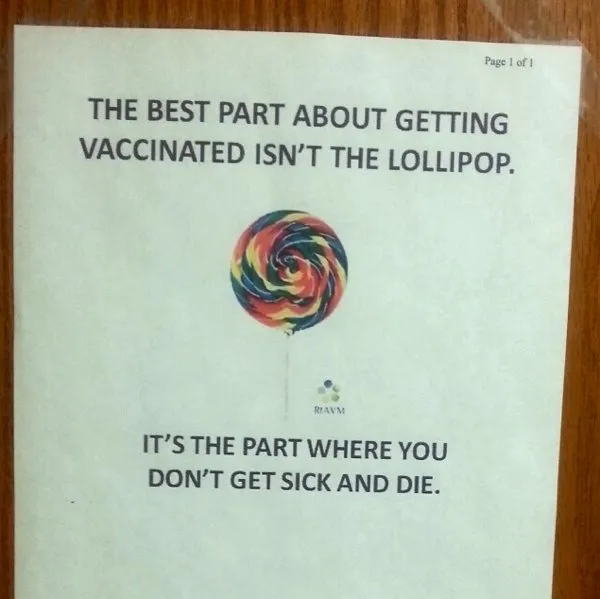 Page 1 of 1
THE BEST PART ABOUT GETTING
VACCINATED ISN'T THE LOLLIPOP.
RtAVM
IT'S THE PART WHERE YOU
DON'T GET SICK AND DIE.